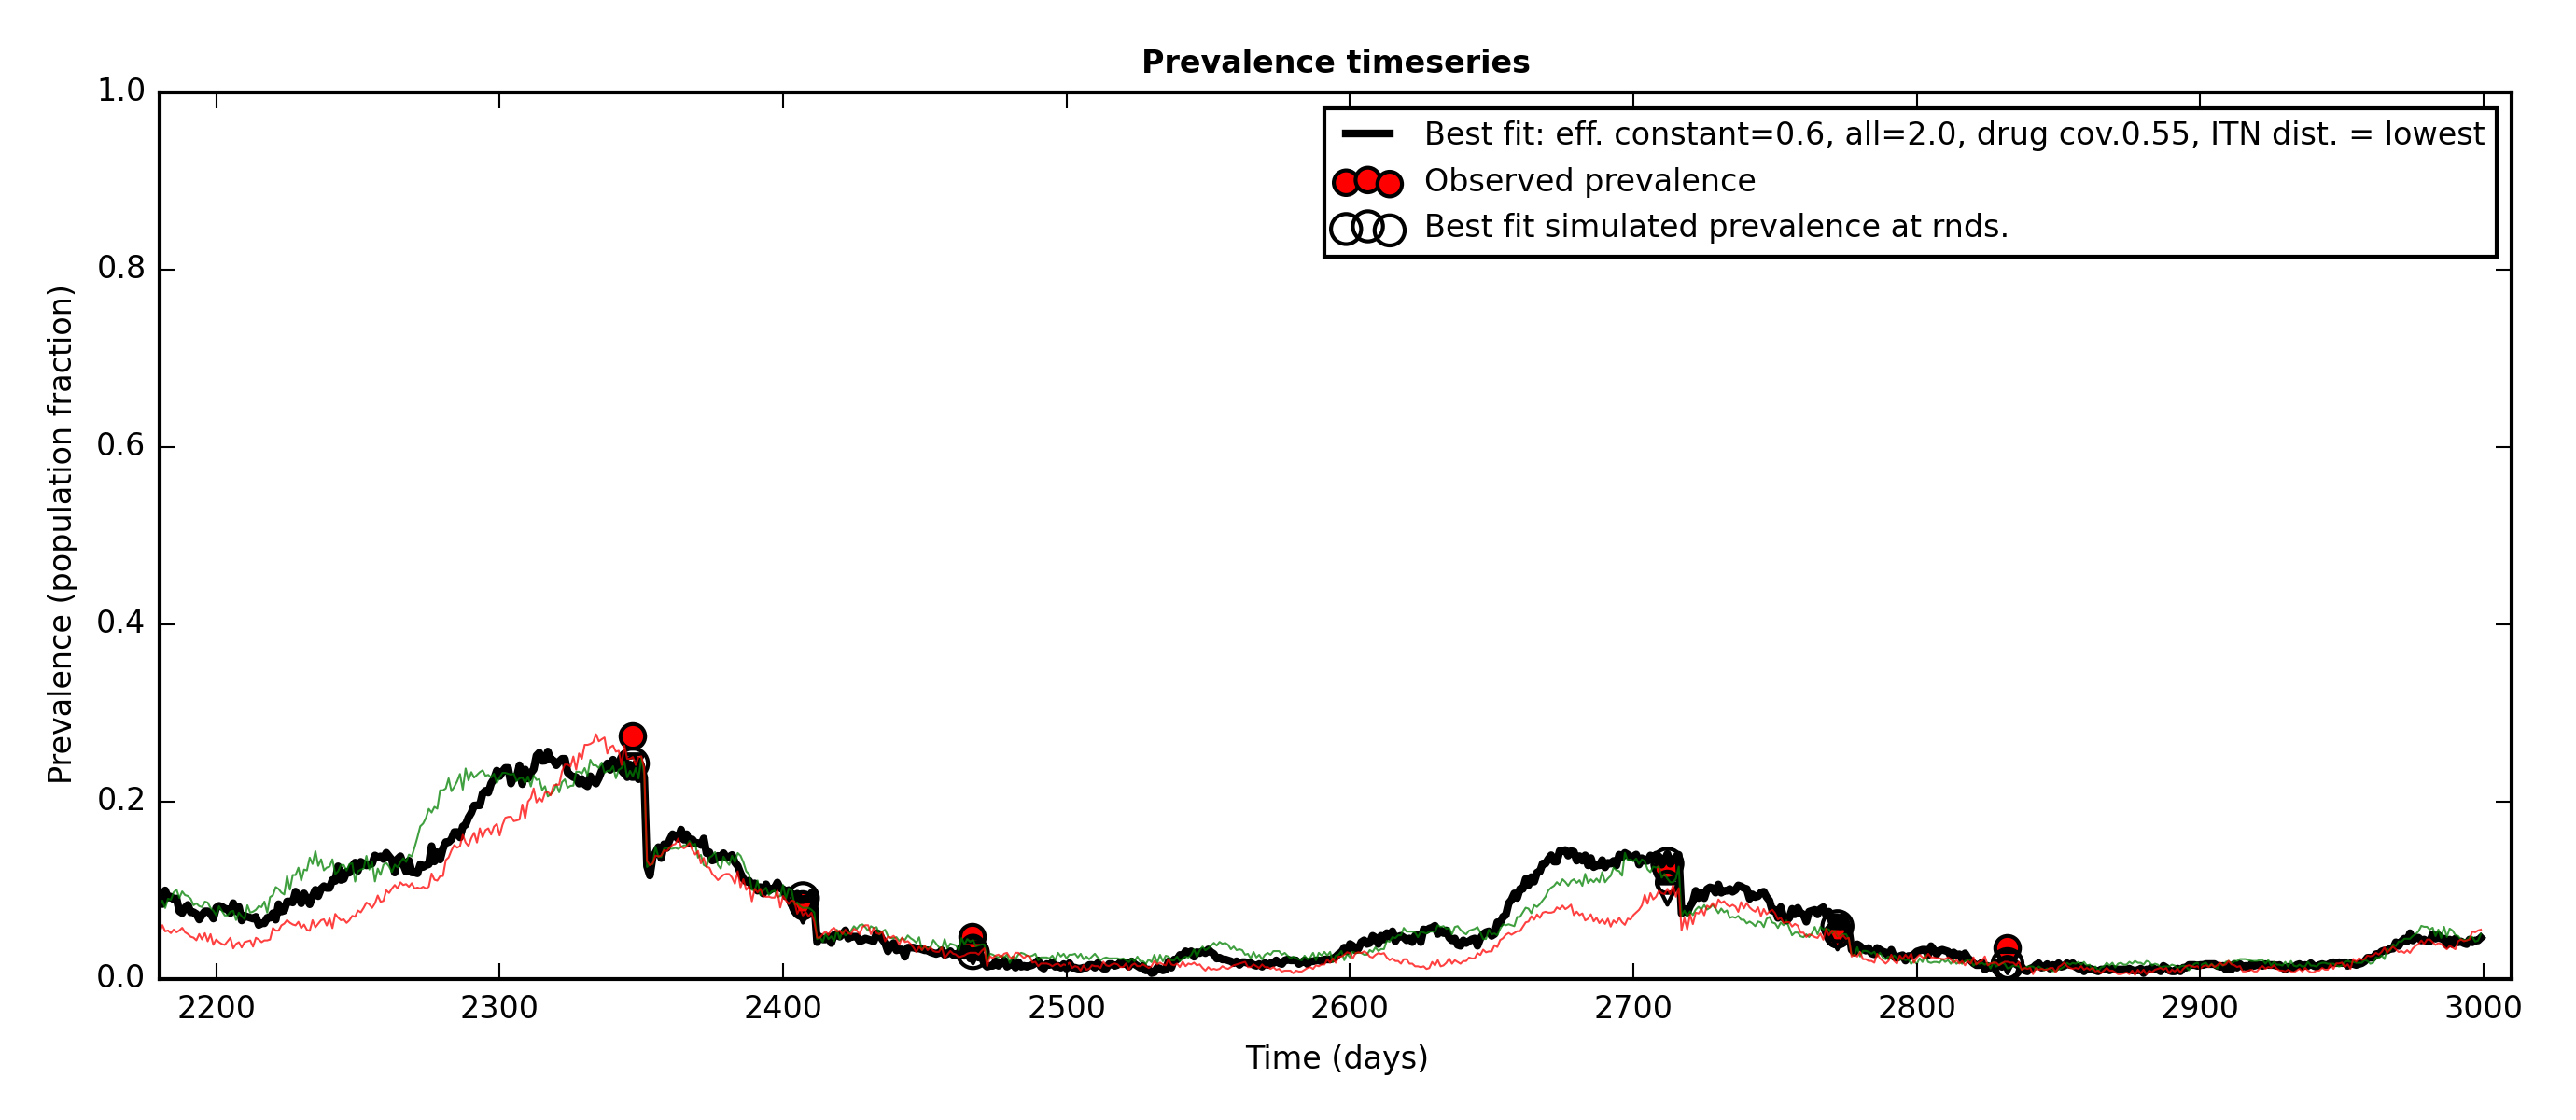 Prevalence timeseries
Best fit: eff. constant=0.6, all=2.0, drug cov.0.55, ITN dist. = lowest
Observed prevalence
Best fit simulated prevalence at rnds.
Prevalence (population fraction)
1.0
0.8
0.6
0.4
0.2
0.0
2200 2300 2400 2500 2600 2700 2800 2900 3000
Time (days)